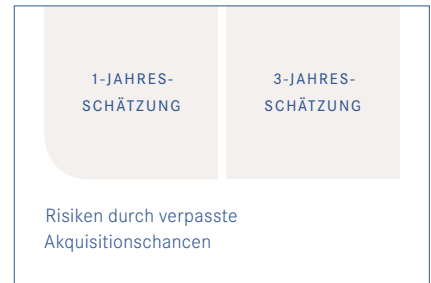 1-JAHRES-
SCHÄTZUNG
3-JAHRES-
SCHÄTZUNG
Risiken durch verpasste
Akquisitionschancen